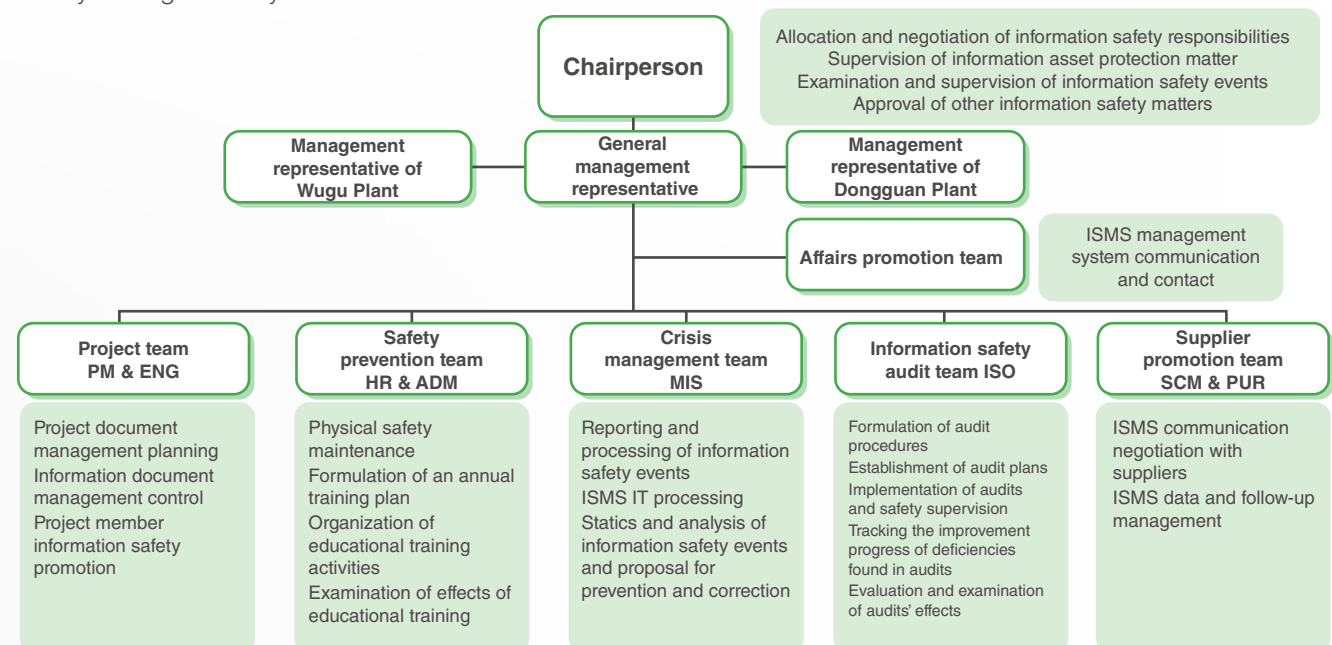 Chairperson
Allocation and negotiation of information safety responsibilities
Supervision of information asset protection matter
Examination and supervision of information safety events
Approval of other information safety matters
Management
representative of
Wugu Plant
General
management
representative
Management
representative of
Dongguan Plant
Affairs promotion team
ISMS management
system communication
and contact
Project team
PM & ENG
Safety
prevention team
HR & ADM
Crisis
management team
MIS
Information safety
audit team ISO
Supplier
promotion team
SCM & PUR
Project document
management planning
Information document
management control
Project member
information safety
promotion
Physical safety
maintenance
Formulation of an annual
training plan
Organization of
educational training
activities
Examination of effects of
educational training
Reporting and
processing of information
safety events
ISMS IT processing
Statics and analysis of
information safety events
and proposal for
prevention and correction
Formulation of audit
procedures
Establishment of audit plans
Implementation of audits
and safety supervision
Tracking the improvement
progress of deficiencies
found in audits
Evaluation and examination
of audits' effects
ISMS communication
negotiation with
suppliers
ISMS data and follow-up
management